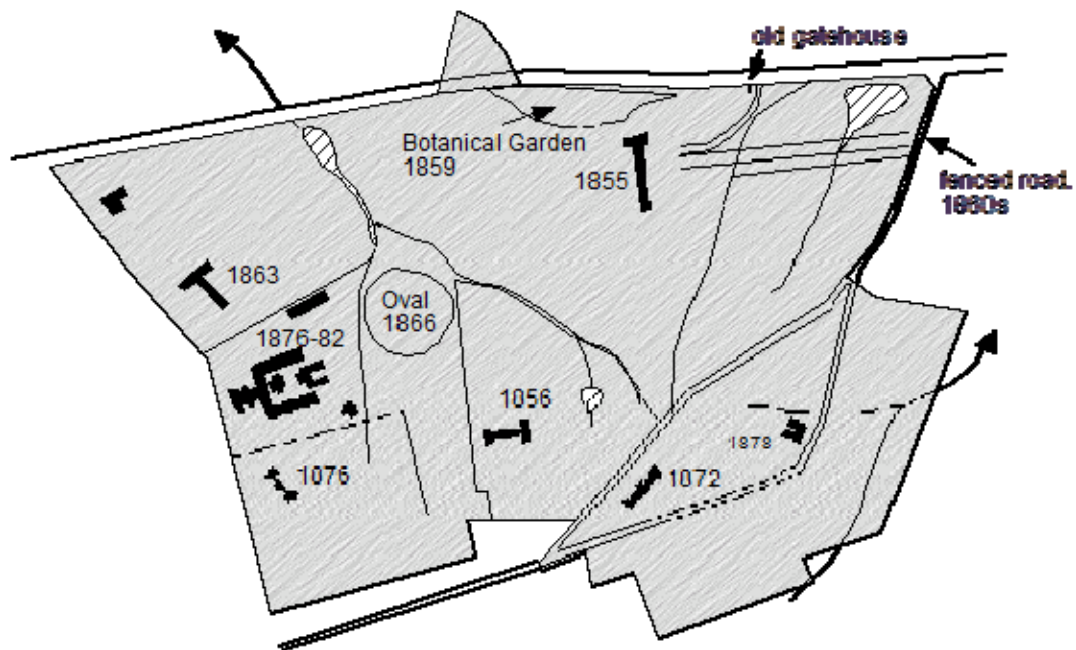 old gatehouse
Botanical Garden
1859
1855
fenced road.
1860s
1863
Oval
1866
1876-82
1056
1878
1076
1072